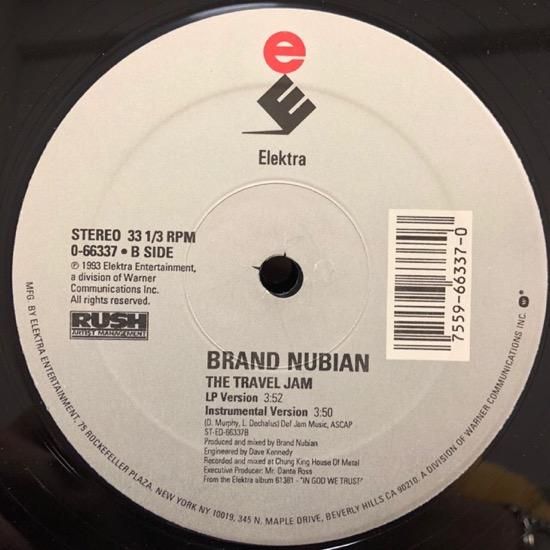 e
E
Elektra
STEREO 33 1/3 RPM
0-66337 • B SIDE
℗ 1993 Elektra Entertainment,
a division of Warner
Communications Inc.
All rights reserved.
RUSH
ARTIST MANAGEMENT
7559-66337-0
BRAND NUBIAN
THE TRAVEL JAM
LP Version 3:52
Instrumental Version 3:50
(D. Murphy, L. Dechalus) Def Jam Music, ASCAP
ST-ED-66337B
Produced and mixed by Brand Nubian
Engineered by Dave Kennedy
Recorded and mixed at Chung King House Of Metal
Executive Producer: Mr. Dante Ross
From the Elektra album 61381 - "IN GOD WE TRUST"
MFG. BY ELEKTRA ENTERTAINMENT, 75 ROCKEFELLER PLAZA, NEW YORK NY 10019, 345 N. MAPLE DRIVE, BEVERLY HILLS CA 90210, A DIVISION OF WARNER COMMUNICATIONS INC.